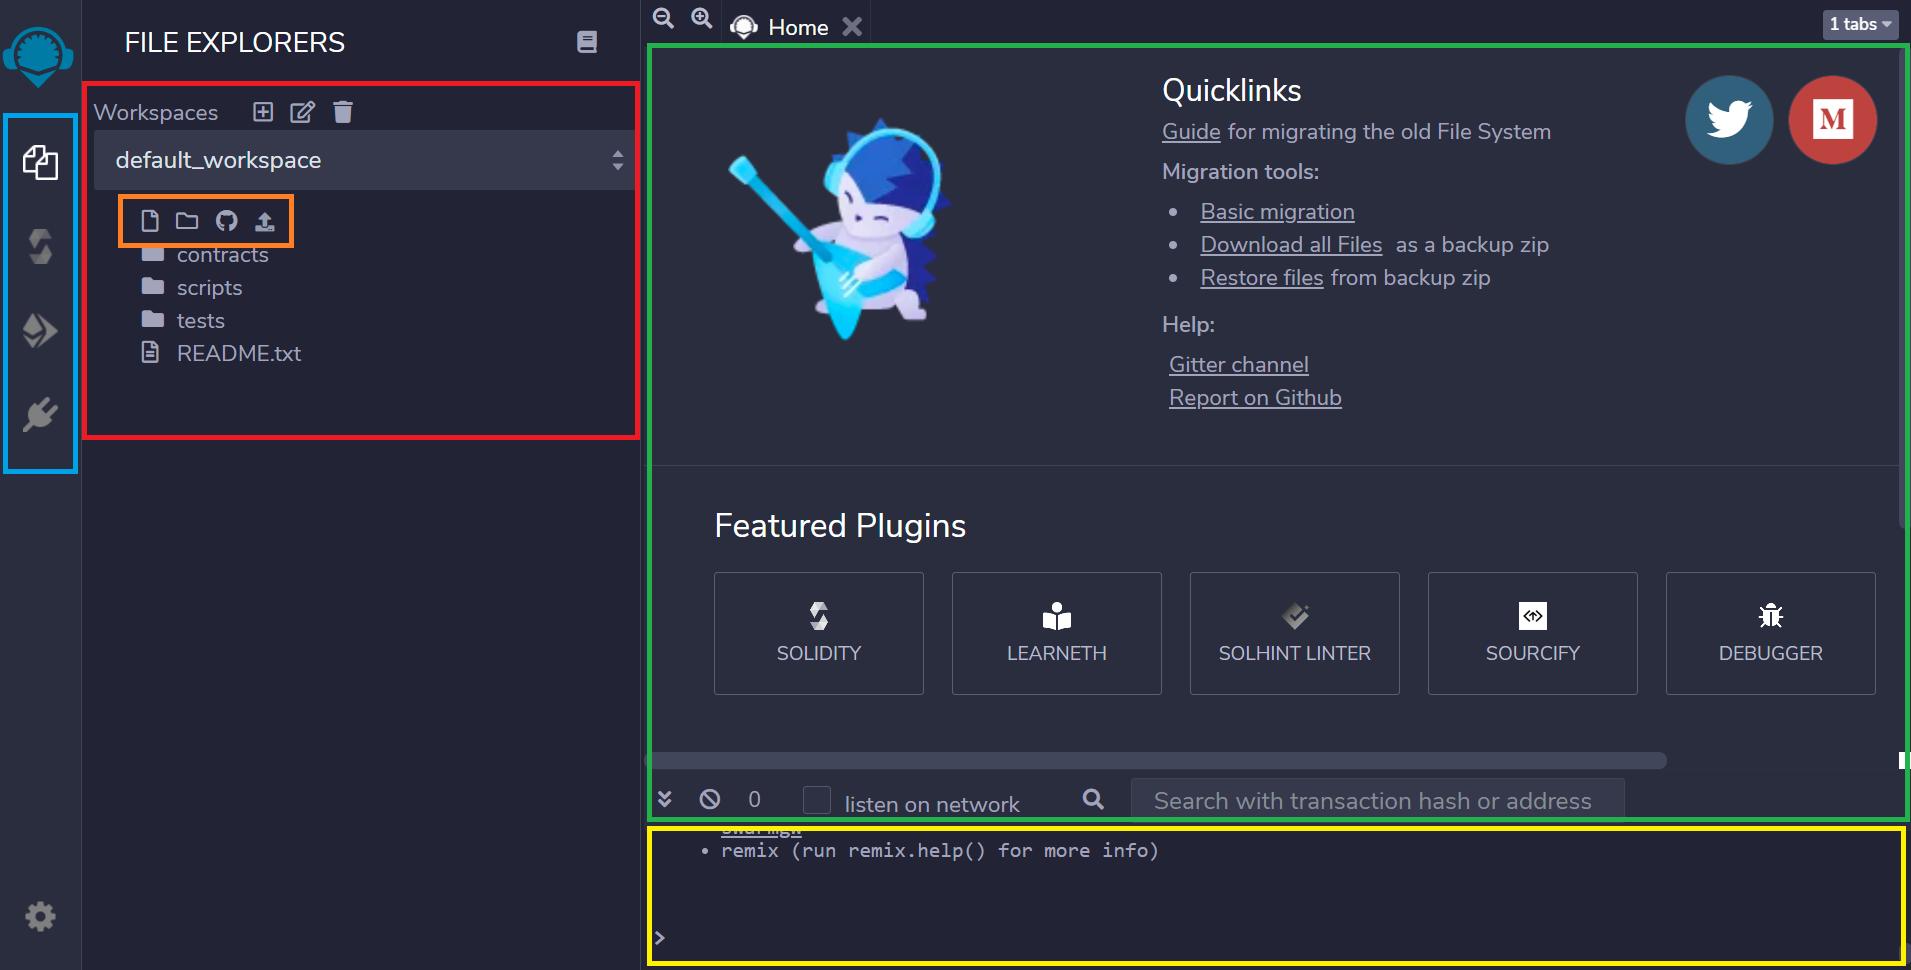 FILE EXPLORERS
Workspaces
default_workspace
contracts
scripts
tests
README.txt
Home
1 tabs
Quicklinks
Guide for migrating the old File System
Migration tools:
Basic migration
Download all Files as a backup zip
Restore files from backup zip
Help:
Gitter channel
Report on Github
M
Featured Plugins
SOLIDITY
LEARNETH
SOLHINT LINTER
SOURCIFY
DEBUGGER
0
listen on network
Search with transaction hash or address
swarmgw
• remix (run remix.help() for more info)
>